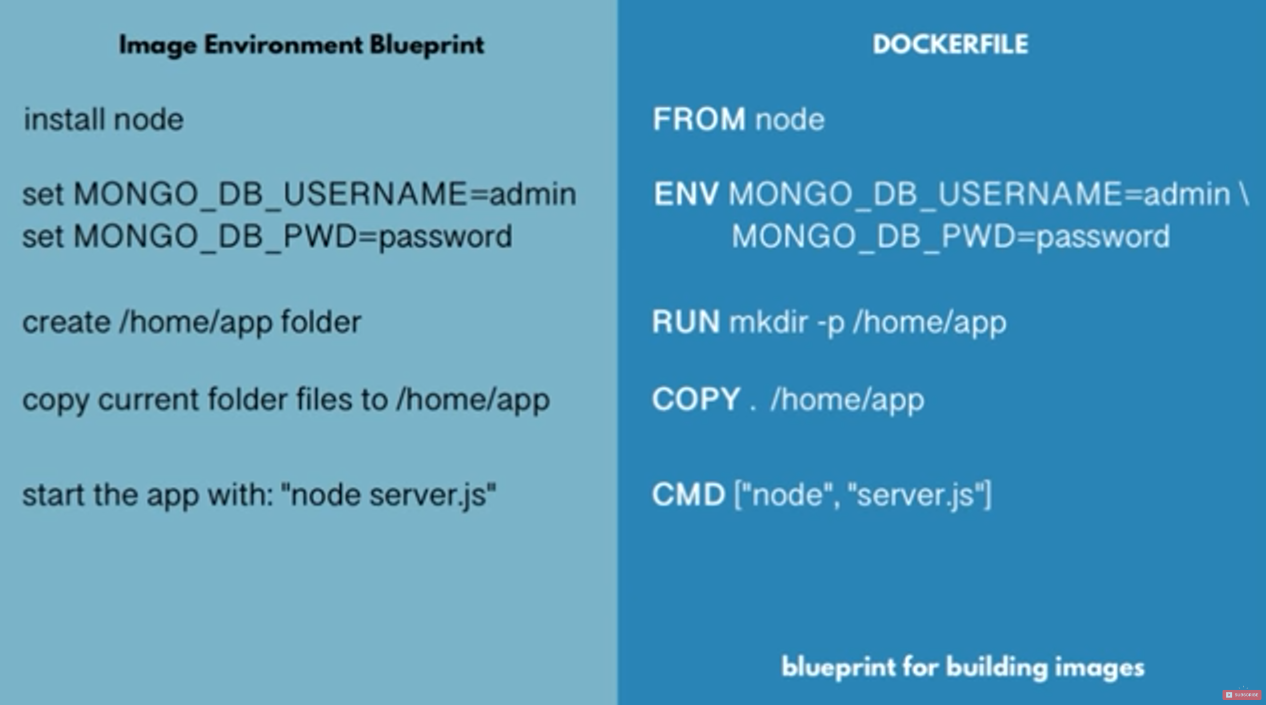 Image Environment Blueprint
install node
set MONGO_DB_USERNAME=admin
set MONGO_DB_PWD=password
create /home/app folder
copy current folder files to /home/app
start the app with: "node server.js"
DOCKERFILE
FROM node
ENV MONGO_DB_USERNAME=admin \
MONGO_DB_PWD=password
RUN mkdir -p /home/app
COPY . /home/app
CMD ["node", "server.js"]
blueprint for building images
SUBSCRIBE